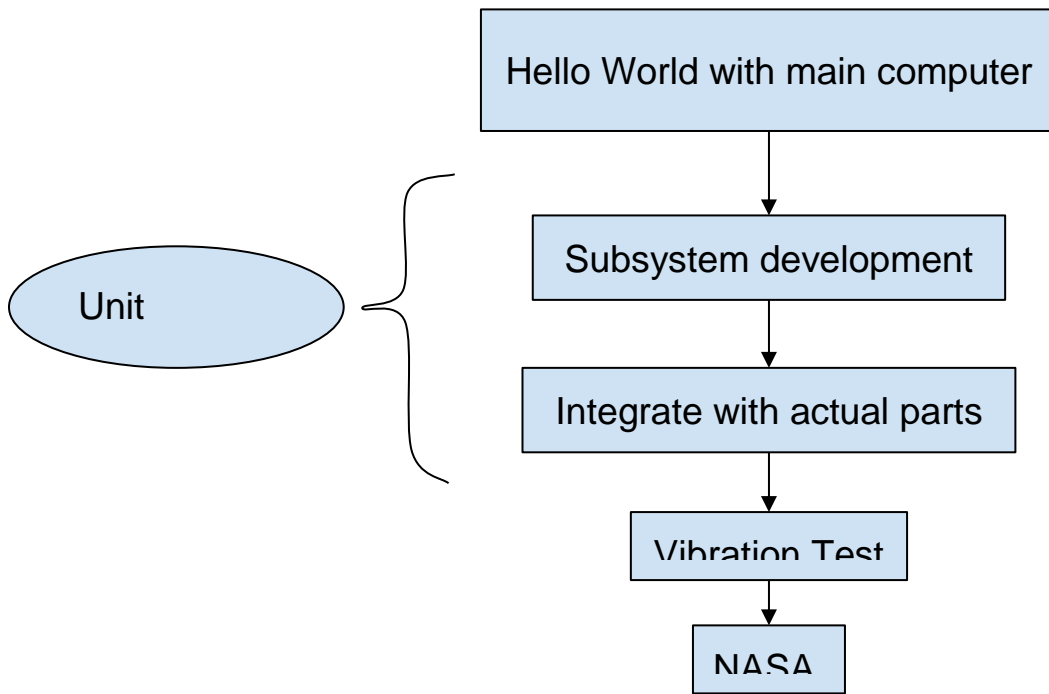 Hello World with main computer
Subsystem development
Unit
Integrate with actual parts
Vibration Test
NASA